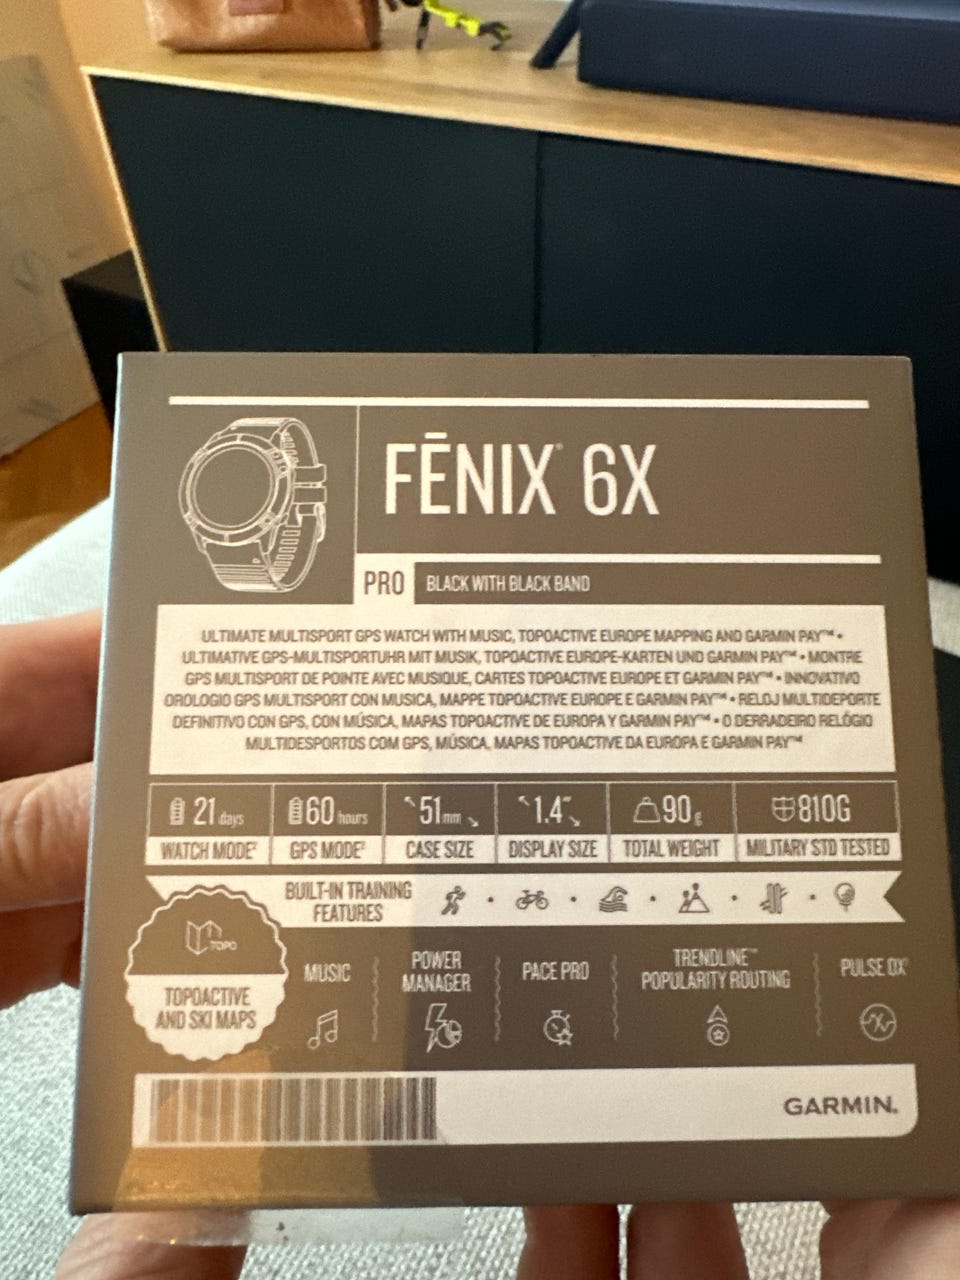 FĒNIX® 6X
PRO BLACK WITH BLACK BAND
ULTIMATE MULTISPORT GPS WATCH WITH MUSIC, TOPOACTIVE EUROPE MAPPING AND GARMIN PAY™ •
ULTIMATIVE GPS-MULTISPORTUHR MIT MUSIK, TOPOACTIVE EUROPE-KARTEN UND GARMIN PAY™ • MONTRE
GPS MULTISPORT DE POINTE AVEC MUSIQUE, CARTES TOPOACTIVE EUROPE ET GARMIN PAY™ • INNOVATIVO
OROLOGIO GPS MULTISPORT CON MUSICA, MAPPE TOPOACTIVE EUROPE E GARMIN PAY™ • RELOJ MULTIDEPORTE
DEFINITIVO CON GPS, CON MÚSICA, MAPAS TOPOACTIVE DE EUROPA Y GARMIN PAY™ • O DERRADEIRO RELÓGIO
MULTIDESPORTOS COM GPS, MÚSICA, MAPAS TOPOACTIVE DA EUROPA E GARMIN PAY™
21 days 60 hours 51mm 1.4" 90g 810G
WATCH MODE² GPS MODE² CASE SIZE DISPLAY SIZE TOTAL WEIGHT MILITARY STD TESTED
BUILT-IN TRAINING
FEATURES
TOPO
TOPOACTIVE
AND SKI MAPS
MUSIC
POWER
MANAGER
PACE PRO
TRENDLINE™
POPULARITY ROUTING
PULSE OX
GARMIN®